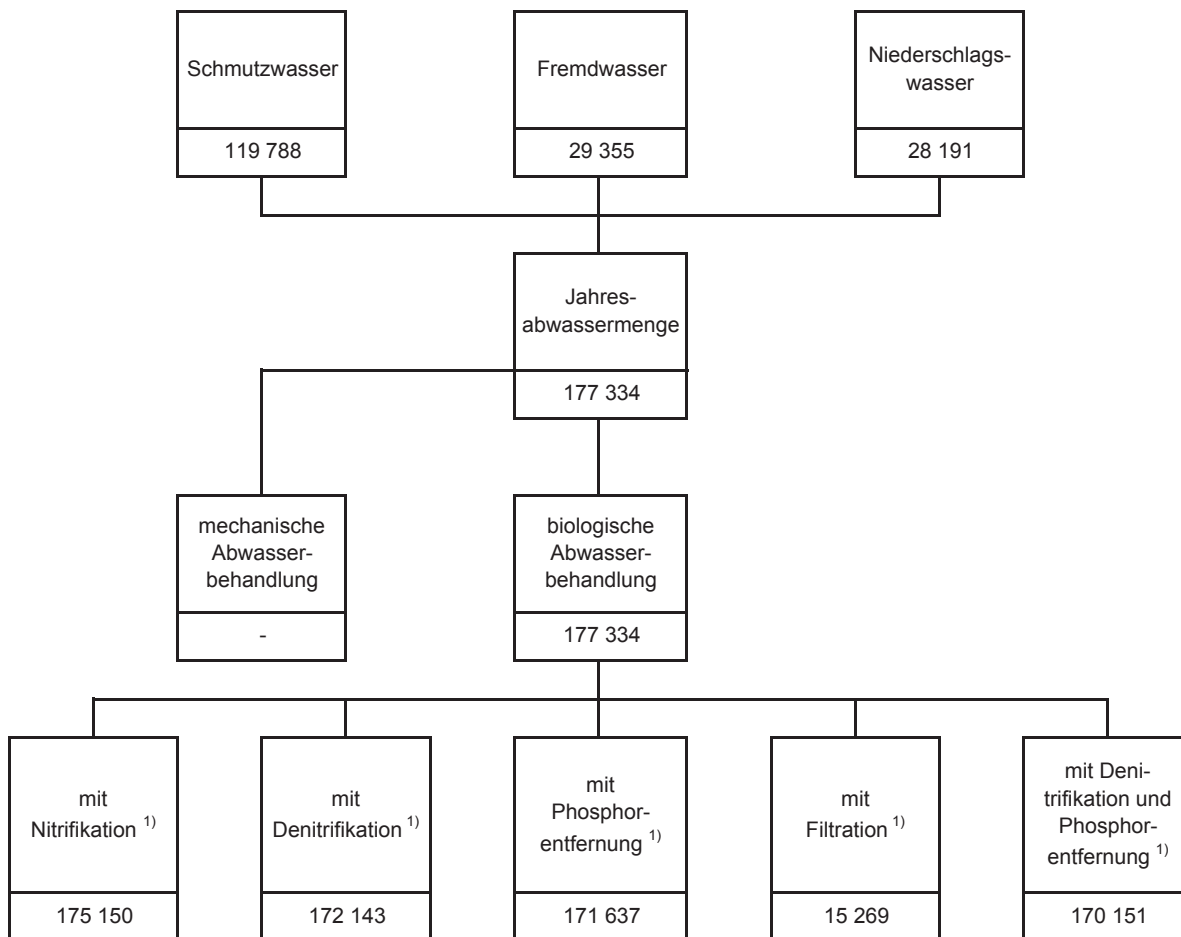 Schmutzwasser
119 788
Fremdwasser
29 355
Niederschlags-
wasser
28 191
Jahres-
abwassermenge
177 334
mechanische
Abwasser-
behandlung
-
biologische
Abwasser-
behandlung
177 334
mit
Nitrifikation 1)
175 150
mit
Denitrifikation 1)
172 143
mit
Phosphor-
entfernung 1)
171 637
mit
Filtration 1)
15 269
mit Deni-
trifikation und
Phosphor-
entfernung 1)
170 151